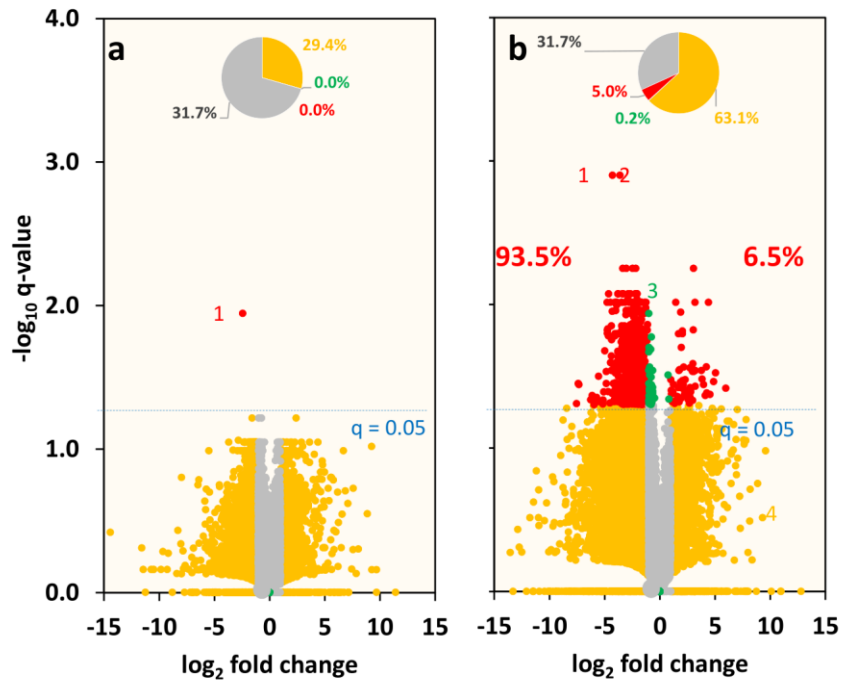 a
29.4%
0.0%
0.0%
31.7%
1
q = 0.05
4.0
3.0
2.0
1.0
0.0
-log10 q-value
-15 -10 -5 0 5 10 15
log2 fold change
b
31.7%
5.0%
0.2%
63.1%
1 2
93.5% 6.5%
3
q = 0.05
4
-15 -10 -5 0 5 10 15
log2 fold change